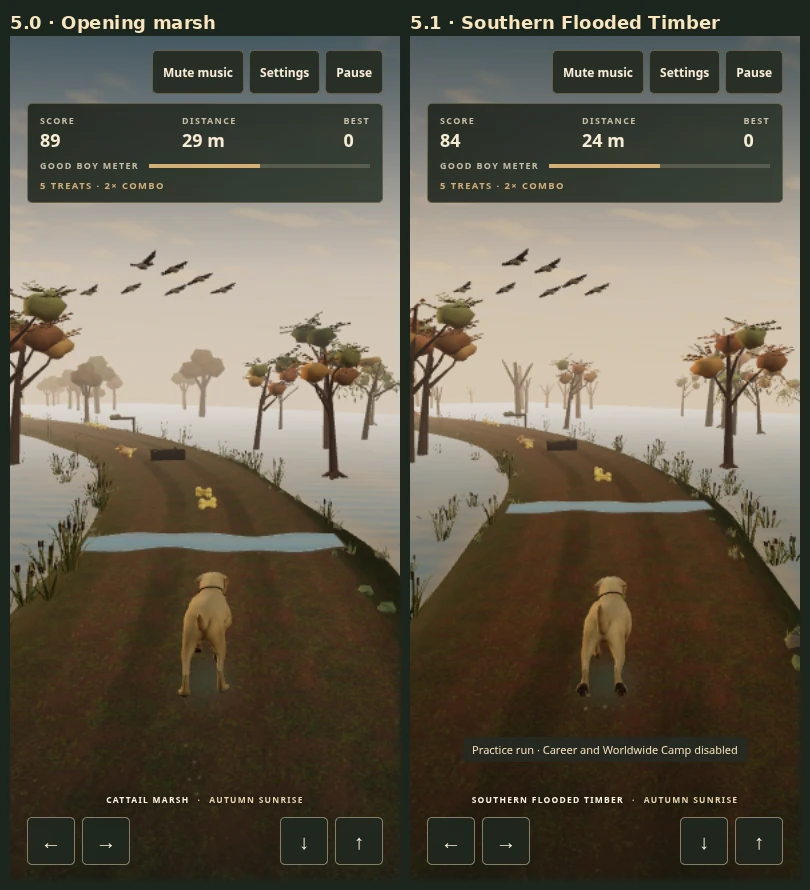 5.0 · Opening marsh
Mute music
Settings
Pause
SCORE
DISTANCE
BEST
89
29 m
0
GOOD BOY METER
5 TREATS · 2× COMBO
CATTAIL MARSH · AUTUMN SUNRISE
←
→
↓
↑
5.1 · Southern Flooded Timber
Mute music
Settings
Pause
SCORE
DISTANCE
BEST
84
24 m
0
GOOD BOY METER
5 TREATS · 2× COMBO
Practice run · Career and Worldwide Camp disabled
SOUTHERN FLOODED TIMBER · AUTUMN SUNRISE
←
→
↓
↑